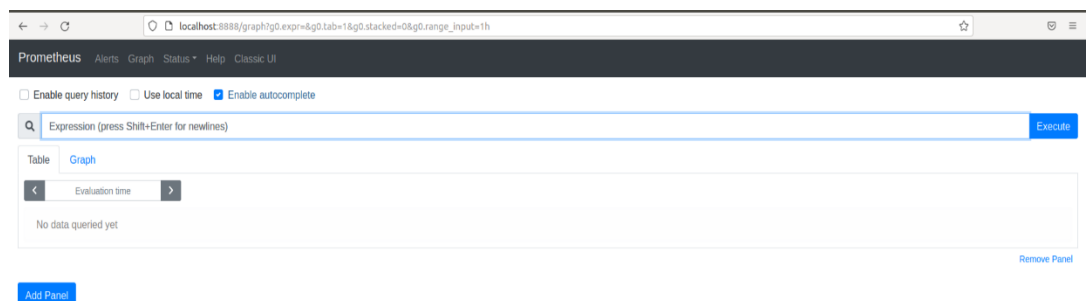 localhost:8888/graph?g0.expr=&g0.tab=1&g0.stacked=0&g0.range_input=1h
Prometheus Alerts Graph Status Help Classic UI
Enable query history Use local time Enable autocomplete
Expression (press Shift+Enter for newlines) Execute
Table Graph
Evaluation time
No data queried yet
Remove Panel
Add Panel